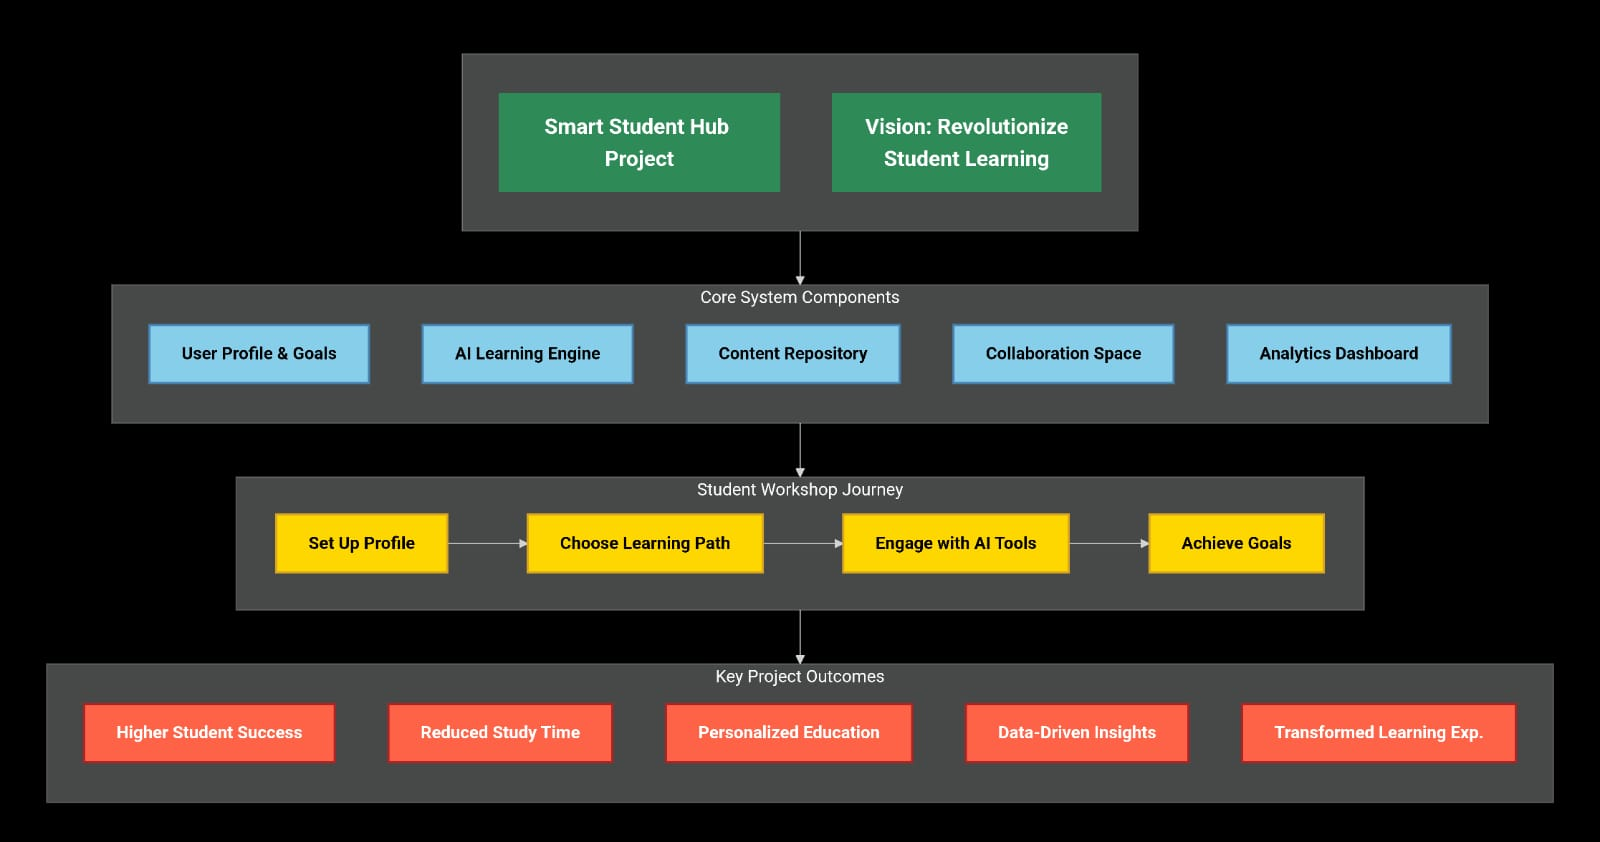 Smart Student Hub
Project
Vision: Revolutionize
Student Learning
Core System Components
User Profile & Goals
AI Learning Engine
Content Repository
Collaboration Space
Analytics Dashboard
Student Workshop Journey
Set Up Profile
Choose Learning Path
Engage with AI Tools
Achieve Goals
Key Project Outcomes
Higher Student Success
Reduced Study Time
Personalized Education
Data-Driven Insights
Transformed Learning Exp.